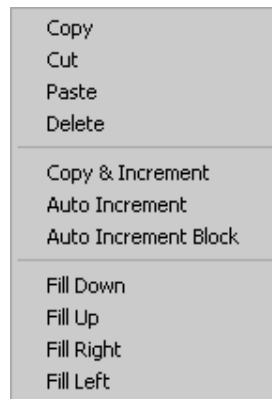 Copy
Cut
Paste
Delete
Copy & Increment
Auto Increment
Auto Increment Block
Fill Down
Fill Up
Fill Right
Fill Left